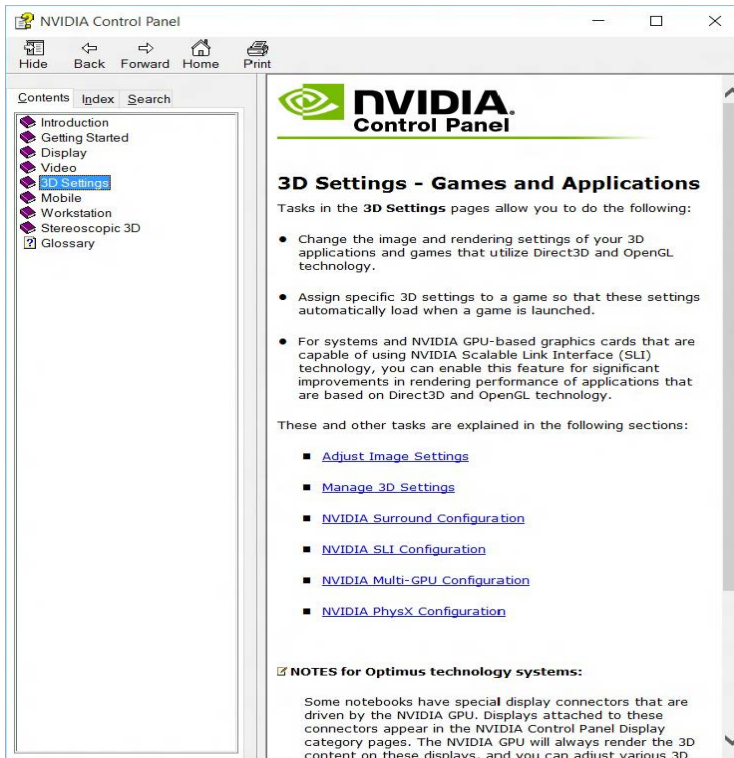 NVIDIA Control Panel
Hide Back Forward Home Print
Contents Index Search
Introduction
Getting Started
Display
Video
3D Settings
Mobile
Workstation
Stereoscopic 3D
Glossary
NVIDIA.
Control Panel
3D Settings - Games and Applications
Tasks in the 3D Settings pages allow you to do the following:
Change the image and rendering settings of your 3D
applications and games that utilize Direct3D and OpenGL
technology.
Assign specific 3D settings to a game so that these settings
automatically load when a game is launched.
For systems and NVIDIA GPU-based graphics cards that are
capable of using NVIDIA Scalable Link Interface (SLI)
technology, you can enable this feature for significant
improvements in rendering performance of applications that
are based on Direct3D and OpenGL technology.
These and other tasks are explained in the following sections:
Adjust Image Settings
Manage 3D Settings
NVIDIA Surround Configuration
NVIDIA SLI Configuration
NVIDIA Multi-GPU Configuration
NVIDIA PhysX Configuration
NOTES for Optimus technology systems:
Some notebooks have special display connectors that are
driven by the NVIDIA GPU. Displays attached to these
connectors appear in the NVIDIA Control Panel Display
category pages. The NVIDIA GPU will always render the 3D
content on these displays, and you can adjust various 3D